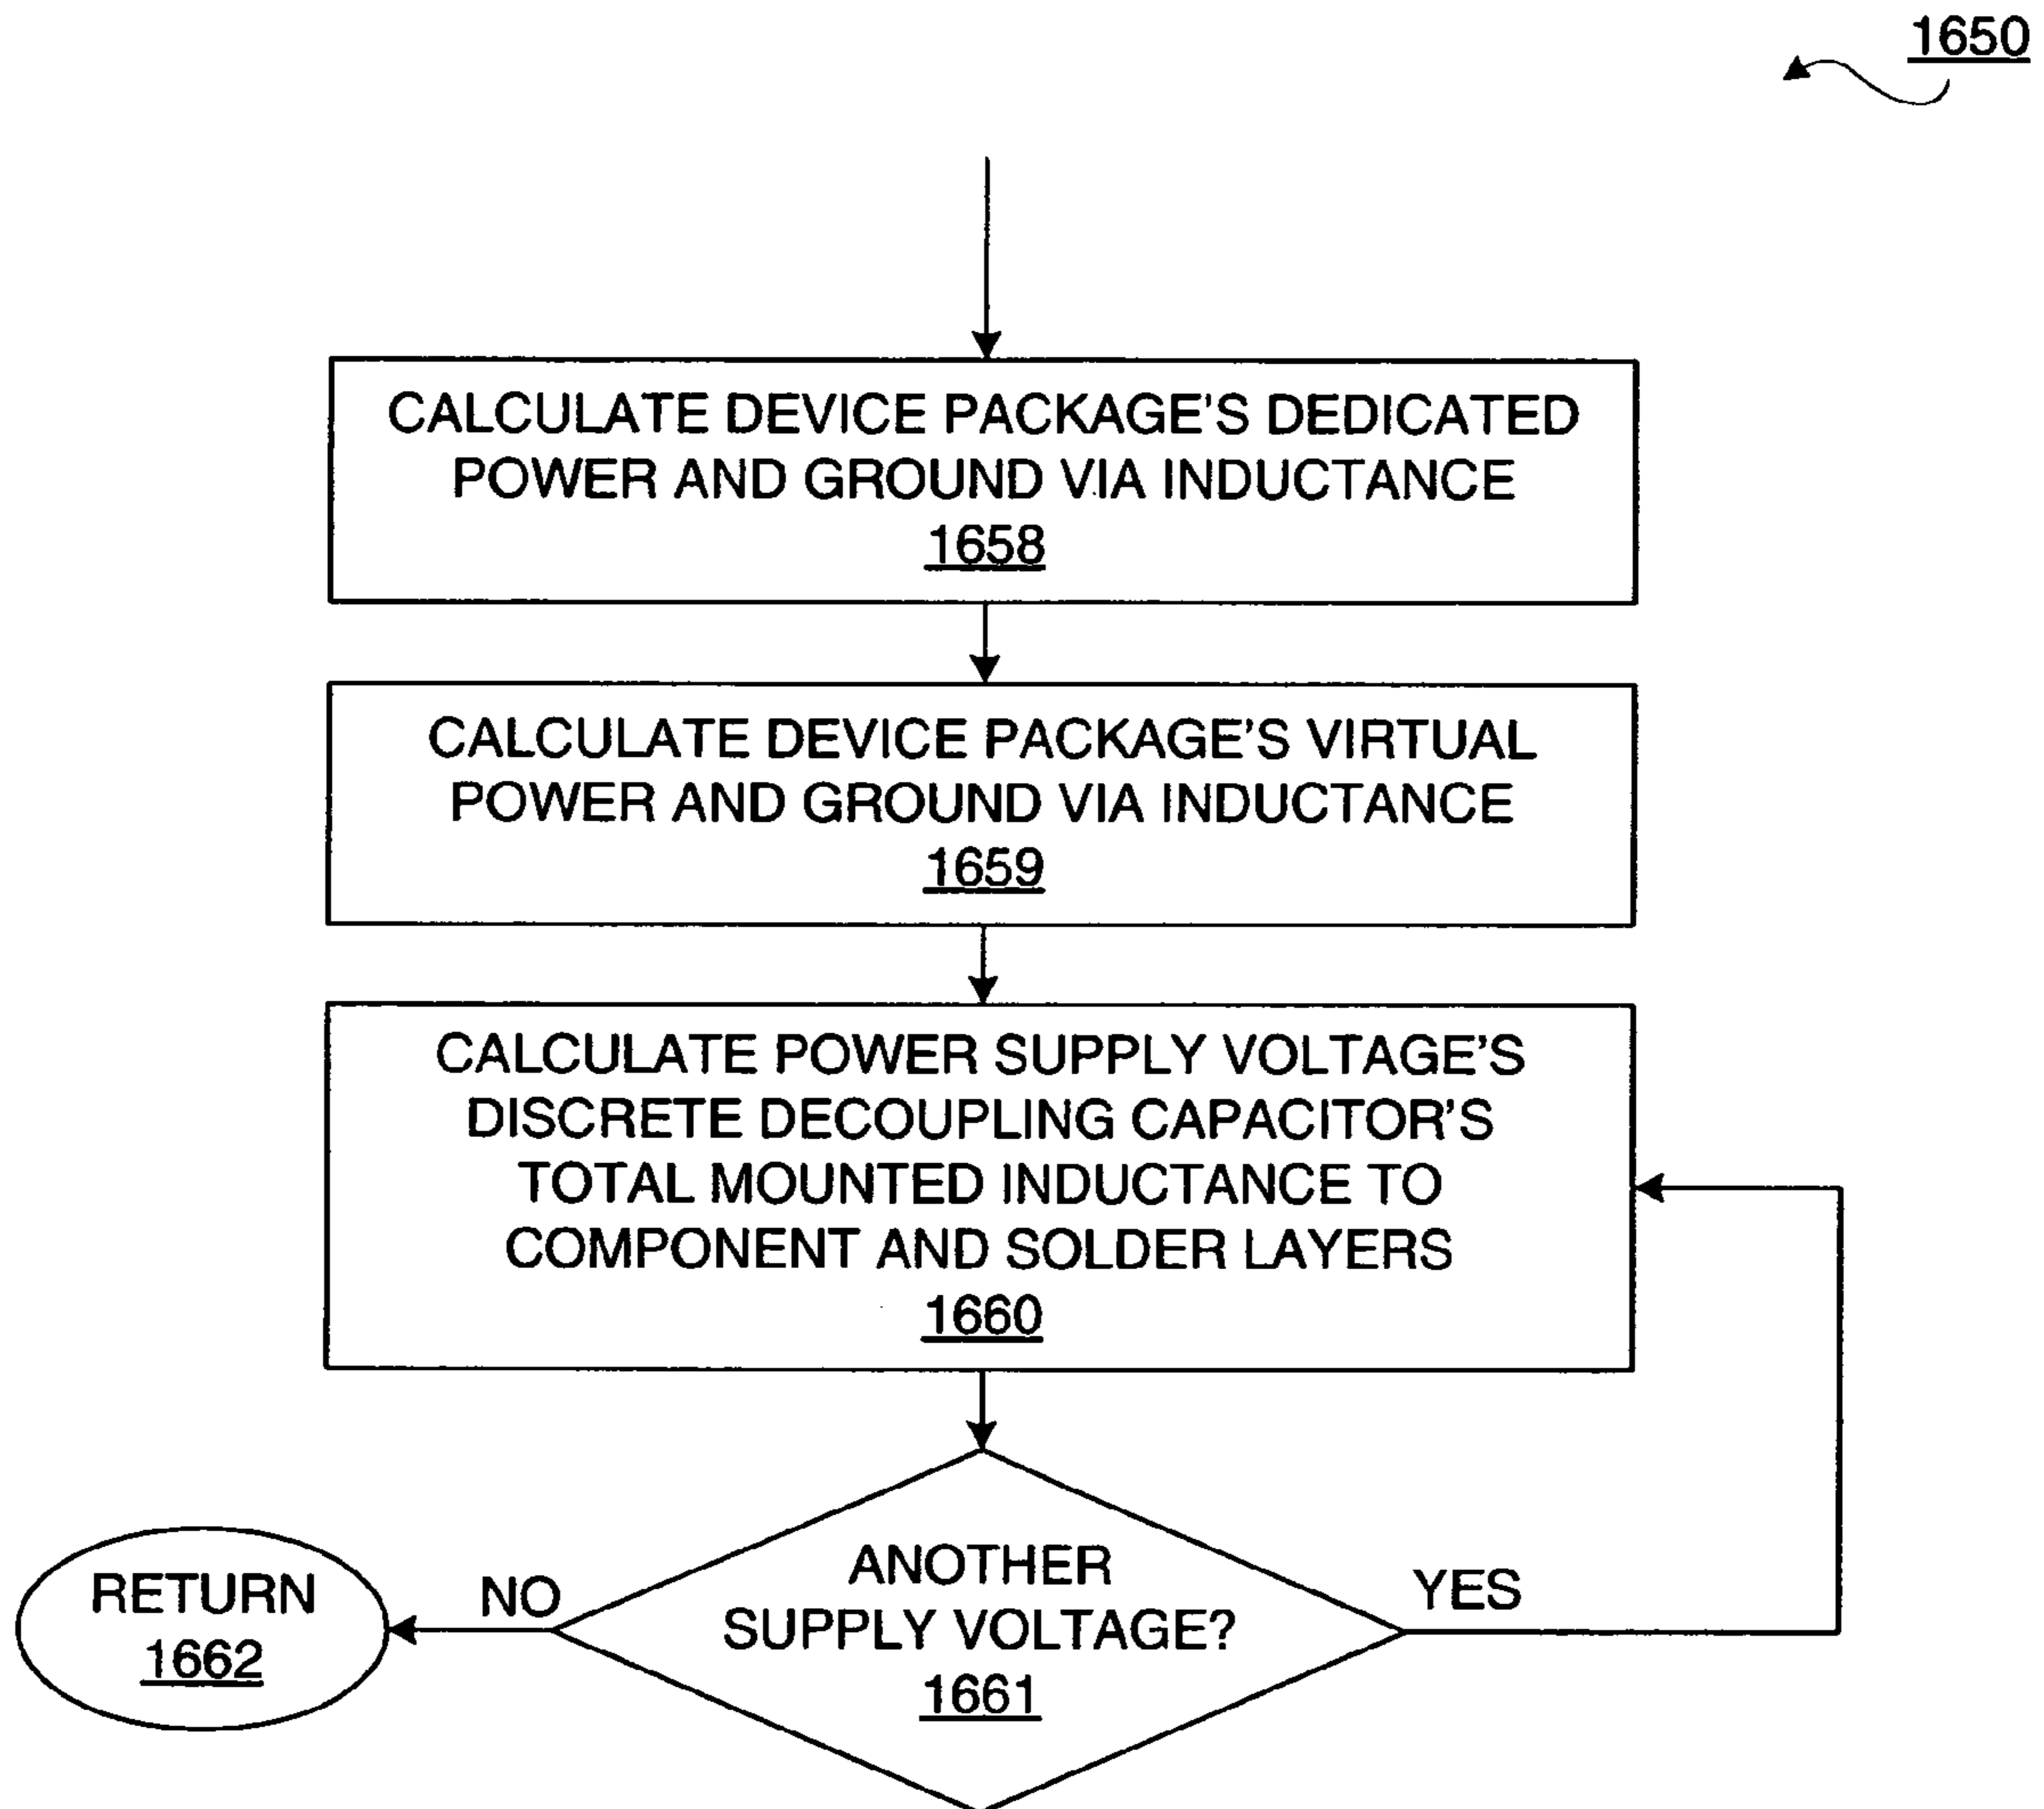 1650
CALCULATE DEVICE PACKAGE'S DEDICATED
POWER AND GROUND VIA INDUCTANCE
1658
CALCULATE DEVICE PACKAGE'S VIRTUAL
POWER AND GROUND VIA INDUCTANCE
1659
CALCULATE POWER SUPPLY VOLTAGE'S
DISCRETE DECOUPLING CAPACITOR'S
TOTAL MOUNTED INDUCTANCE TO
COMPONENT AND SOLDER LAYERS
1660
ANOTHER
SUPPLY VOLTAGE?
1661
YES
NO
RETURN
1662